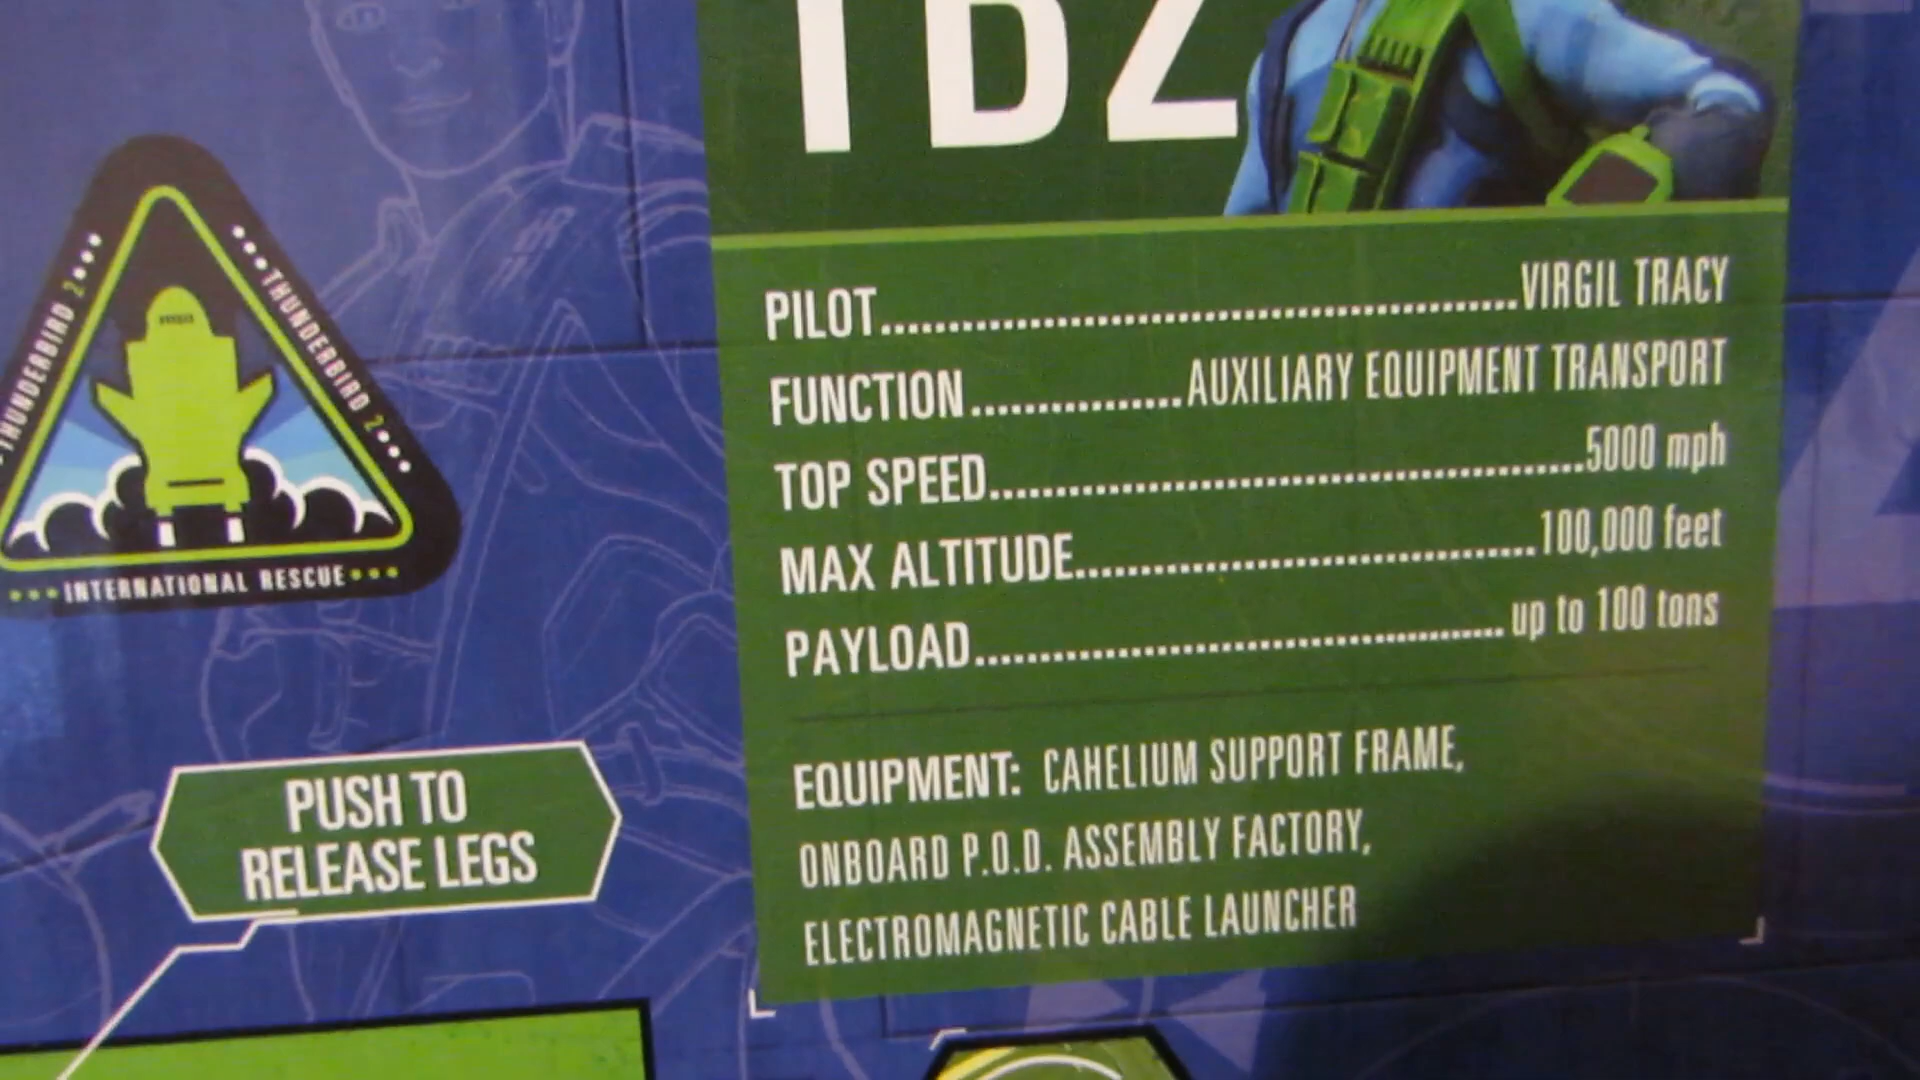 TB2
THUNDERBIRD 2
THUNDERBIRD 2
INTERNATIONAL RESCUE
PILOT........VIRGIL TRACY
FUNCTION........AUXILIARY EQUIPMENT TRANSPORT
TOP SPEED........5000 mph
MAX ALTITUDE........100,000 feet
PAYLOAD........up to 100 tons
EQUIPMENT: CAHELIUM SUPPORT FRAME,
ONBOARD P.O.D. ASSEMBLY FACTORY,
ELECTROMAGNETIC CABLE LAUNCHER
PUSH TO
RELEASE LEGS